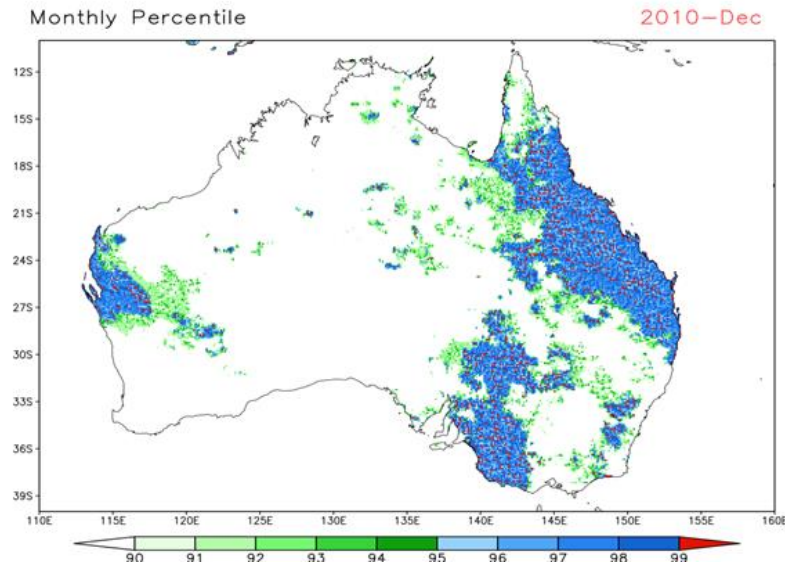 Monthly Percentile 2010-Dec
12S
15S
18S
21S
24S
27S
30S
33S
36S
39S
110E 115E 120E 125E 130E 135E 140E 145E 150E 155E 160E
90 91 92 93 94 95 96 97 98 99